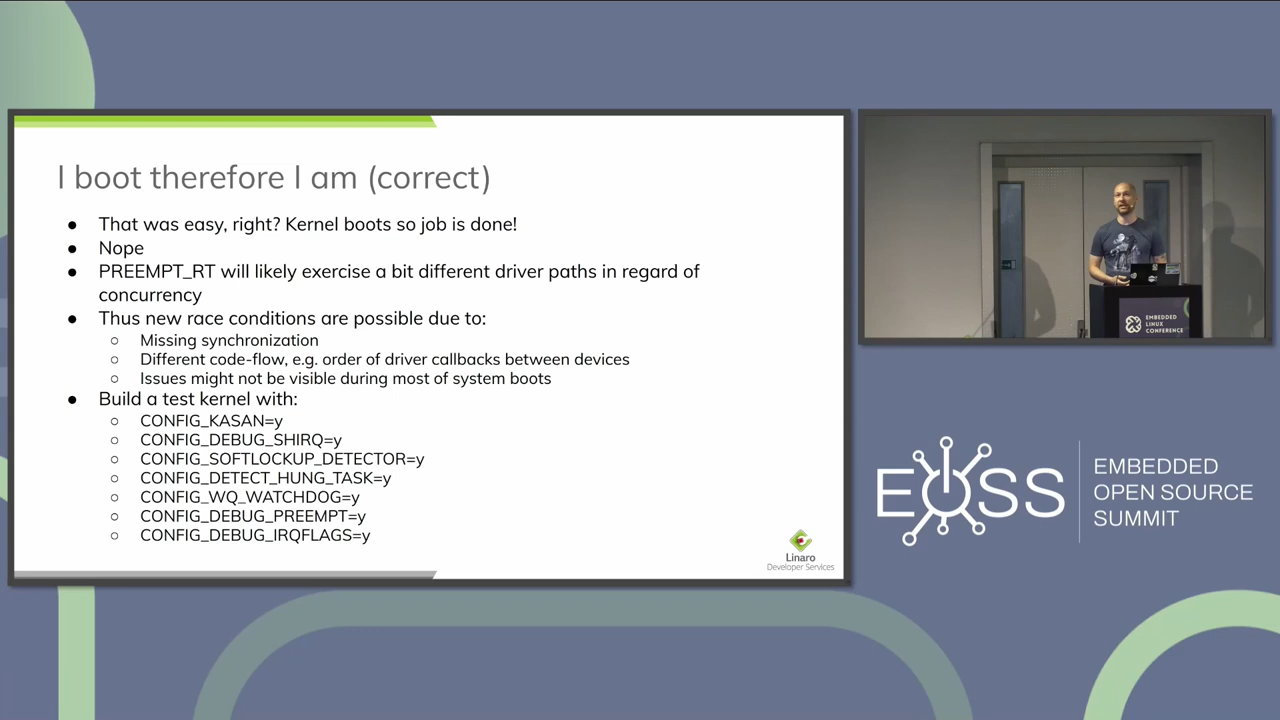 I boot therefore I am (correct)
● That was easy, right? Kernel boots so job is done!
● Nope
● PREEMPT_RT will likely exercise a bit different driver paths in regard of
concurrency
● Thus new race conditions are possible due to:
○ Missing synchronization
○ Different code-flow, e.g. order of driver callbacks between devices
○ Issues might not be visible during most of system boots
● Build a test kernel with:
○ CONFIG_KASAN=y
○ CONFIG_DEBUG_SHIRQ=y
○ CONFIG_SOFTLOCKUP_DETECTOR=y
○ CONFIG_DETECT_HUNG_TASK=y
○ CONFIG_WQ_WATCHDOG=y
○ CONFIG_DEBUG_PREEMPT=y
○ CONFIG_DEBUG_IRQFLAGS=y
Linaro
Developer Services
EMBEDDED
LINUX
CONFERENCE
EOSS
EMBEDDED
OPEN SOURCE
SUMMIT